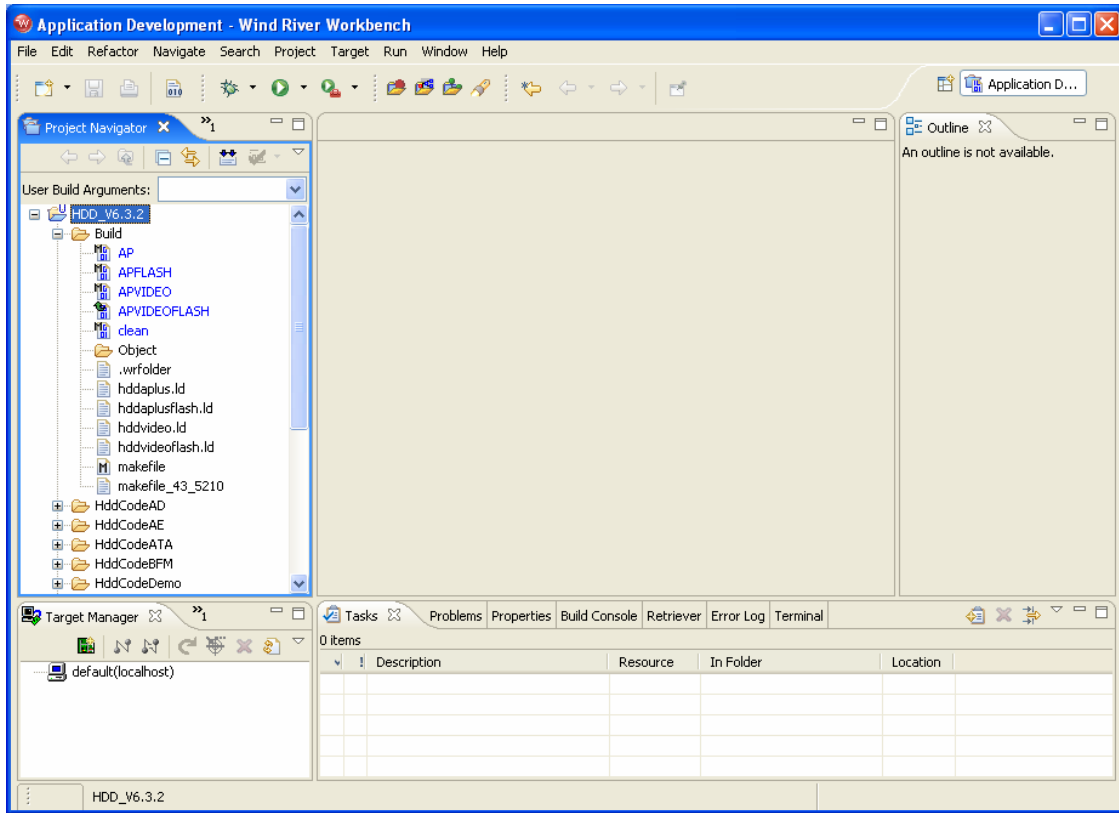 Application Development - Wind River Workbench
File Edit Refactor Navigate Search Project Target Run Window Help
Application D...
Project Navigator
»1
Outline
An outline is not available.
User Build Arguments:
HDD_V6.3.2
Build
AP
APFLASH
APVIDEO
APVIDEOFLASH
clean
Object
.wrfolder
hddaplus.ld
hddaplusflash.ld
hddvideo.ld
hddvideoflash.ld
makefile
makefile_43_5210
HddCodeAD
HddCodeAE
HddCodeATA
HddCodeBFM
HddCodeDemo
Target Manager
»1
default(localhost)
Tasks Problems Properties Build Console Retriever Error Log Terminal
0 items
! Description Resource In Folder Location
HDD_V6.3.2